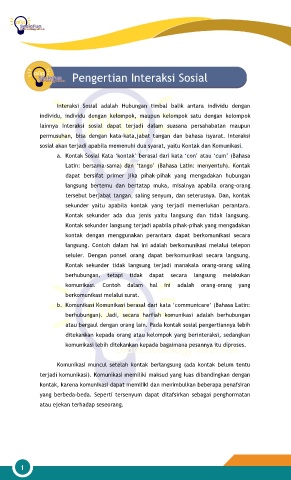 Pengertian Interaksi Sosial
Interaksi Sosial adalah Hubungan timbal balik antara individu dengan
individu, individu dengan kelompok, maupun kelompok satu dengan kelompok
lainnya interaksi sosial dapat terjadi dalam suasana persahabatan maupun
permusuhan, bisa dengan kata-kata,jabat tangan dan bahasa isyarat. Interaksi
sosial akan terjadi apabila memenuhi dua syarat, yaitu Kontak dan Komunikasi.
a. Kontak Sosial Kata ‘kontak’ berasal dari kata ‘con’ atau ‘cum’ (Bahasa
Latin: bersama-sama) dan ‘tango’ (Bahasa Latin: menyentuh). Kontak
dapat bersifat primer jika pihak-pihak yang mengadakan hubungan
langsung bertemu dan bertatap muka, misalnya apabila orang-orang
tersebut berjabat tangan, saling senyum, dan seterusnya. Dan, kontak
sekunder yaitu apabila kontak yang terjadi memerlukan perantara.
Kontak sekunder ada dua jenis yaitu langsung dan tidak langsung.
Kontak sekunder langsung terjadi apabila pihak-pihak yang mengadakan
kontak dengan menggunakan perantara dapat berkomunikasi secara
langsung. Contoh dalam hal ini adalah berkomunikasi melalui telepon
seluler. Dengan ponsel orang dapat berkomunikasi secara langsung.
Kontak sekunder tidak langsung terjadi manakala orang-orang saling
berhubungan, tetapi tidak dapat secara langsung melakukan
komunikasi. Contoh dalam hal ini adalah orang-orang yang
berkomunikasi melalui surat.
b. Komunikasi Komunikasi berasal dari kata ‘communicare’ (Bahasa Latin:
berhubungan). Jadi, secara harfiah komunikasi adalah berhubungan
atau bergaul dengan orang lain. Pada kontak sosial pengertiannya lebih
ditekankan kepada orang atau kelompok yang berinteraksi, sedangkan
komunikasi lebih ditekankan kepada bagaimana pesannya itu diproses.
Komunikasi muncul setelah kontak berlangsung (ada kontak belum tentu
terjadi komunikasi). Komunikasi memiliki maksud yang luas dibandingkan dengan
kontak, karena komunikasi dapat memiliki dan menimbulkan beberapa penafsiran
yang berbeda-beda. Seperti tersenyum dapat ditafsirkan sebagai penghormatan
atau ejekan terhadap seseorang.
1